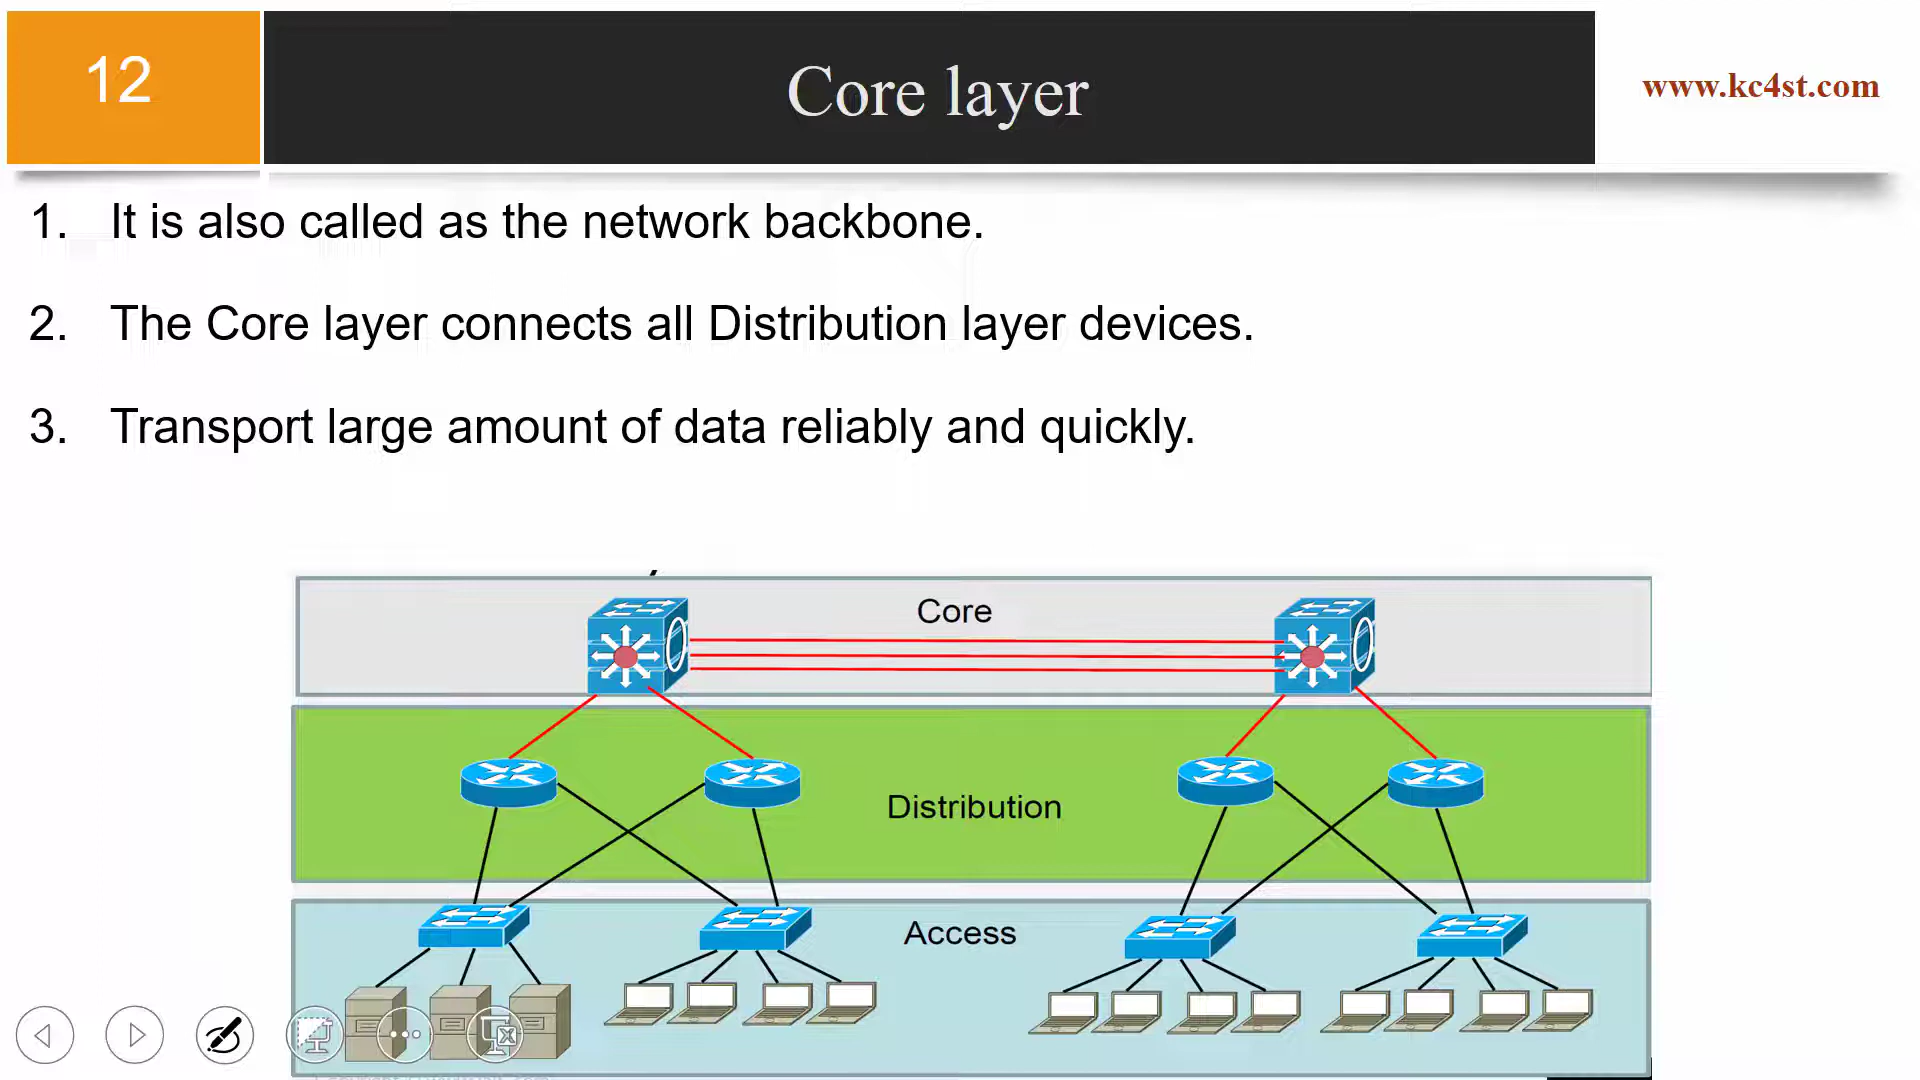 12
Core layer
www.kc4st.com
1. It is also called as the network backbone.
2. The Core layer connects all Distribution layer devices.
3. Transport large amount of data reliably and quickly.
Core
Distribution
Access